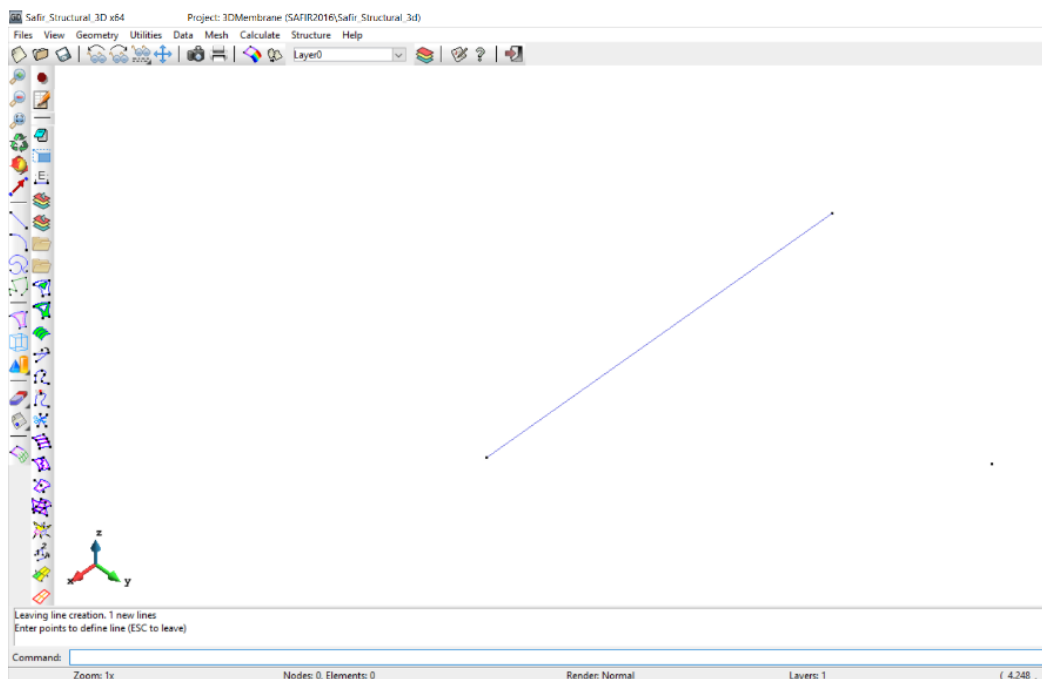 Safir_Structural_3D x64 Project: 3DMembrane (SAFIR2016\Safir_Structural_3d)
Files View Geometry Utilities Data Mesh Calculate Structure Help
Layer0
E
z
x y
Leaving line creation. 1 new lines
Enter points to define line (ESC to leave)
Command:
Zoom: 1x Nodes: 0, Elements: 0 Render: Normal Layers: 1 ( 4.248 ,